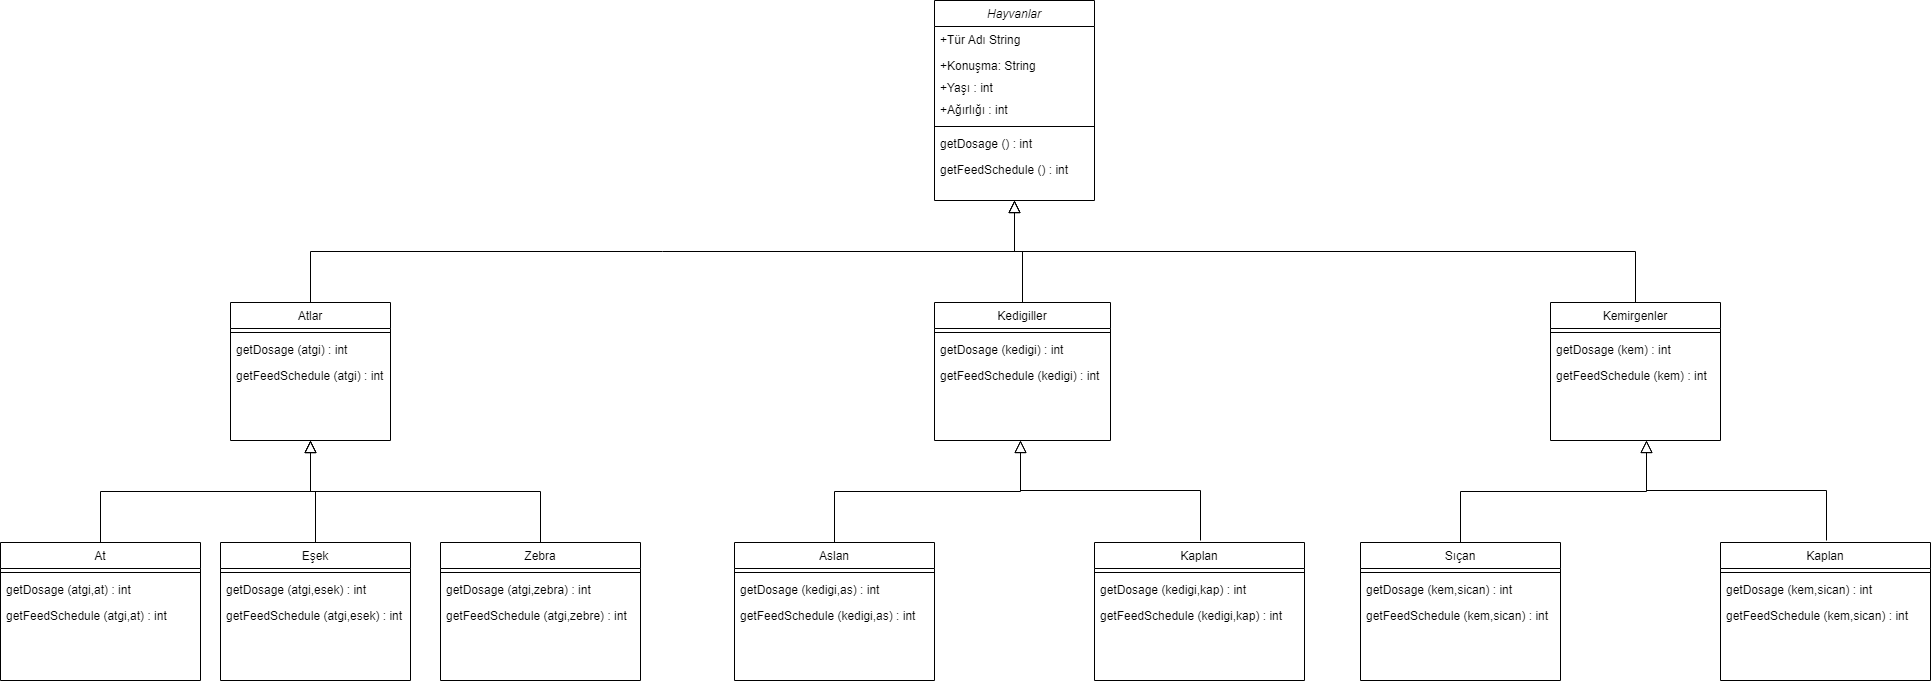 Hayvanlar
+Tür Adı String
+Konuşma: String
+Yaşı : int
+Ağırlığı : int
getDosage () : int
getFeedSchedule () : int
Atlar
getDosage (atgi) : int
getFeedSchedule (atgi) : int
Kedigiller
getDosage (kedigi) : int
getFeedSchedule (kedigi) : int
Kemirgenler
getDosage (kem) : int
getFeedSchedule (kem) : int
At
getDosage (atgi,at) : int
getFeedSchedule (atgi,at) : int
Eşek
getDosage (atgi,esek) : int
getFeedSchedule (atgi,esek) : int
Zebra
getDosage (atgi,zebra) : int
getFeedSchedule (atgi,zebre) : int
Aslan
getDosage (kedigi,as) : int
getFeedSchedule (kedigi,as) : int
Kaplan
getDosage (kedigi,kap) : int
getFeedSchedule (kedigi,kap) : int
Sıçan
getDosage (kem,sican) : int
getFeedSchedule (kem,sican) : int
Kaplan
getDosage (kem,sican) : int
getFeedSchedule (kem,sican) : int